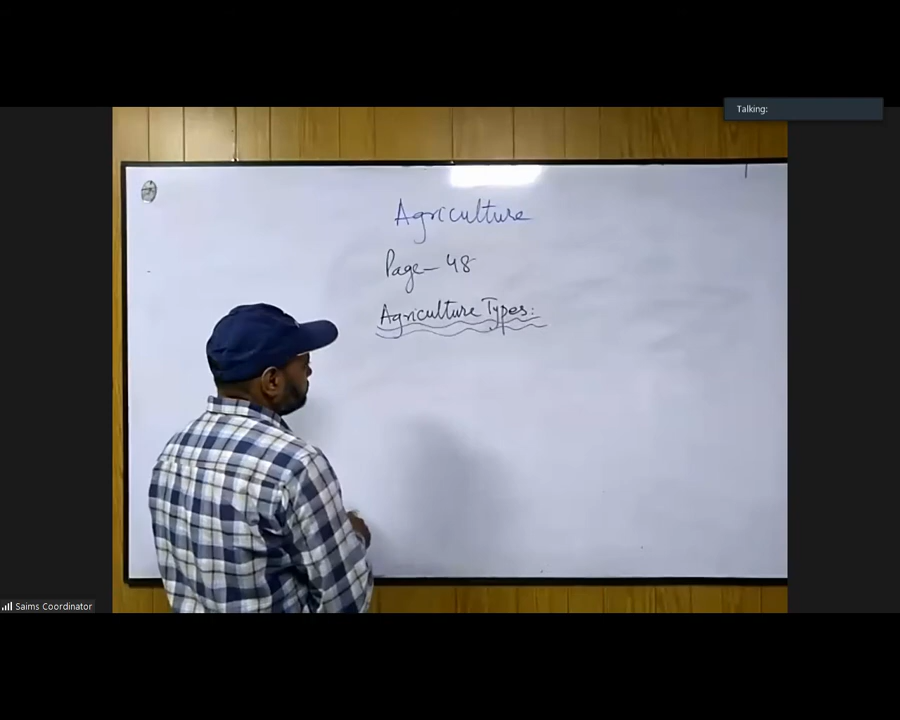 Talking:
Agriculture
Page - 48
Agriculture Types:
Saims Coordinator